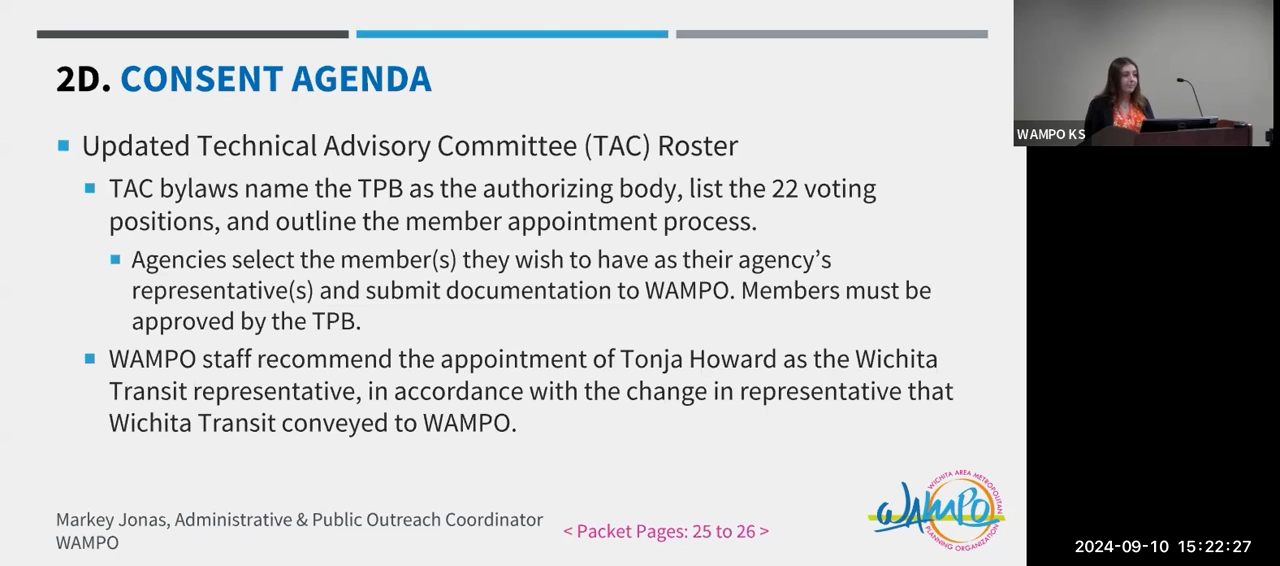 2D. CONSENT AGENDA
Updated Technical Advisory Committee (TAC) Roster
TAC bylaws name the TPB as the authorizing body, list the 22 voting
positions, and outline the member appointment process.
Agencies select the member(s) they wish to have as their agency’s
representative(s) and submit documentation to WAMPO. Members must be
approved by the TPB.
WAMPO staff recommend the appointment of Tonja Howard as the Wichita
Transit representative, in accordance with the change in representative that
Wichita Transit conveyed to WAMPO.
Markey Jonas, Administrative & Public Outreach Coordinator
WAMPO
< Packet Pages: 25 to 26 >
WICHITA AREA METROPOLITAN
WAMPO
PLANNING ORGANIZATION
WAMPO KS
2024-09-10 15:22:27